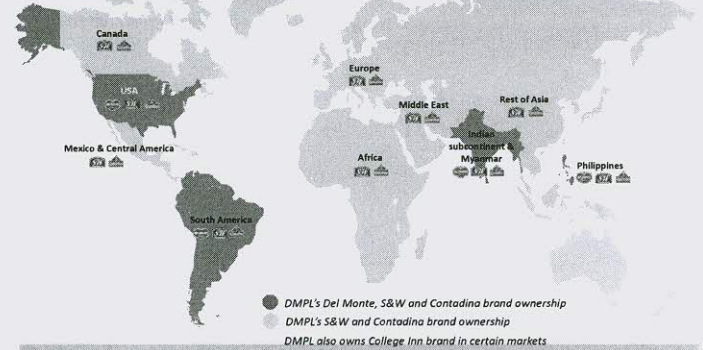 Canada
Europe
USA
Middle East
Rest of Asia
Indian
subcontinent &
Myanmar
Mexico & Central America
Africa
Philippines
South America
DMPL's Del Monte, S&W and Contadina brand ownership
DMPL's S&W and Contadina brand ownership
DMPL also owns College Inn brand in certain markets